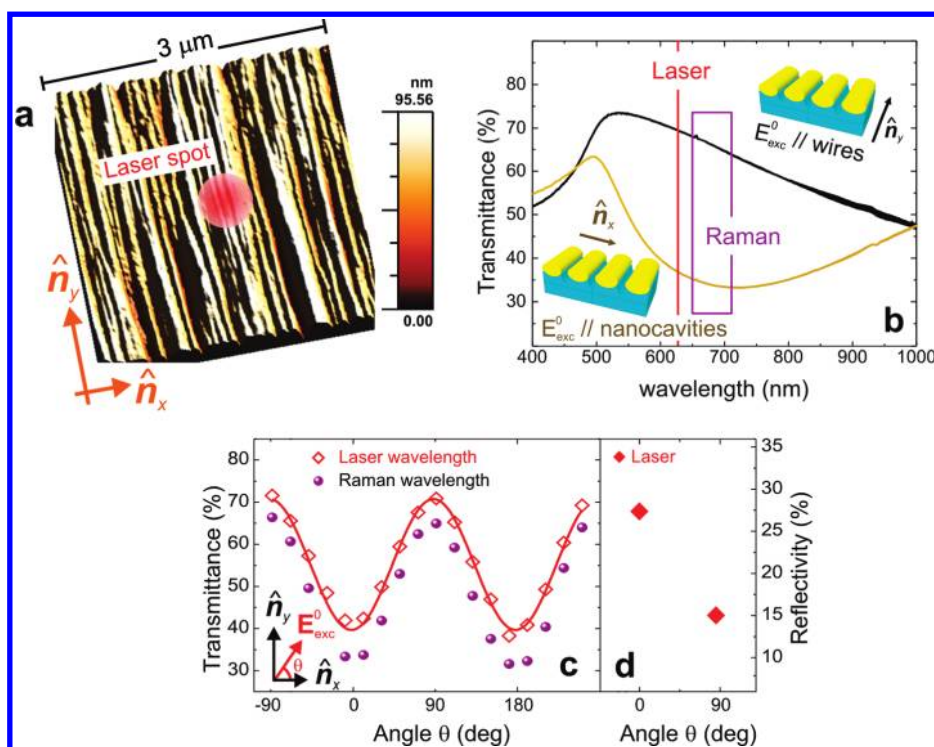 3 μm
a
nm
95.56
0.00
Laser spot
n̂y
n̂x
Laser
E⁰exc // wires
n̂y
n̂x
Raman
E⁰exc // nanocavities
b
Transmittance (%)
80
70
60
50
40
30
400 500 600 700 800 900 1000
wavelength (nm)
Laser wavelength
Raman wavelength
Transmittance (%)
80
70
60
50
40
30
n̂y
E⁰exc
θ
n̂x
c
-90 0 90 180
Angle θ (deg)
Laser
d
35
30
25
20
15
10
Reflectivity (%)
0 90
Angle θ (deg)